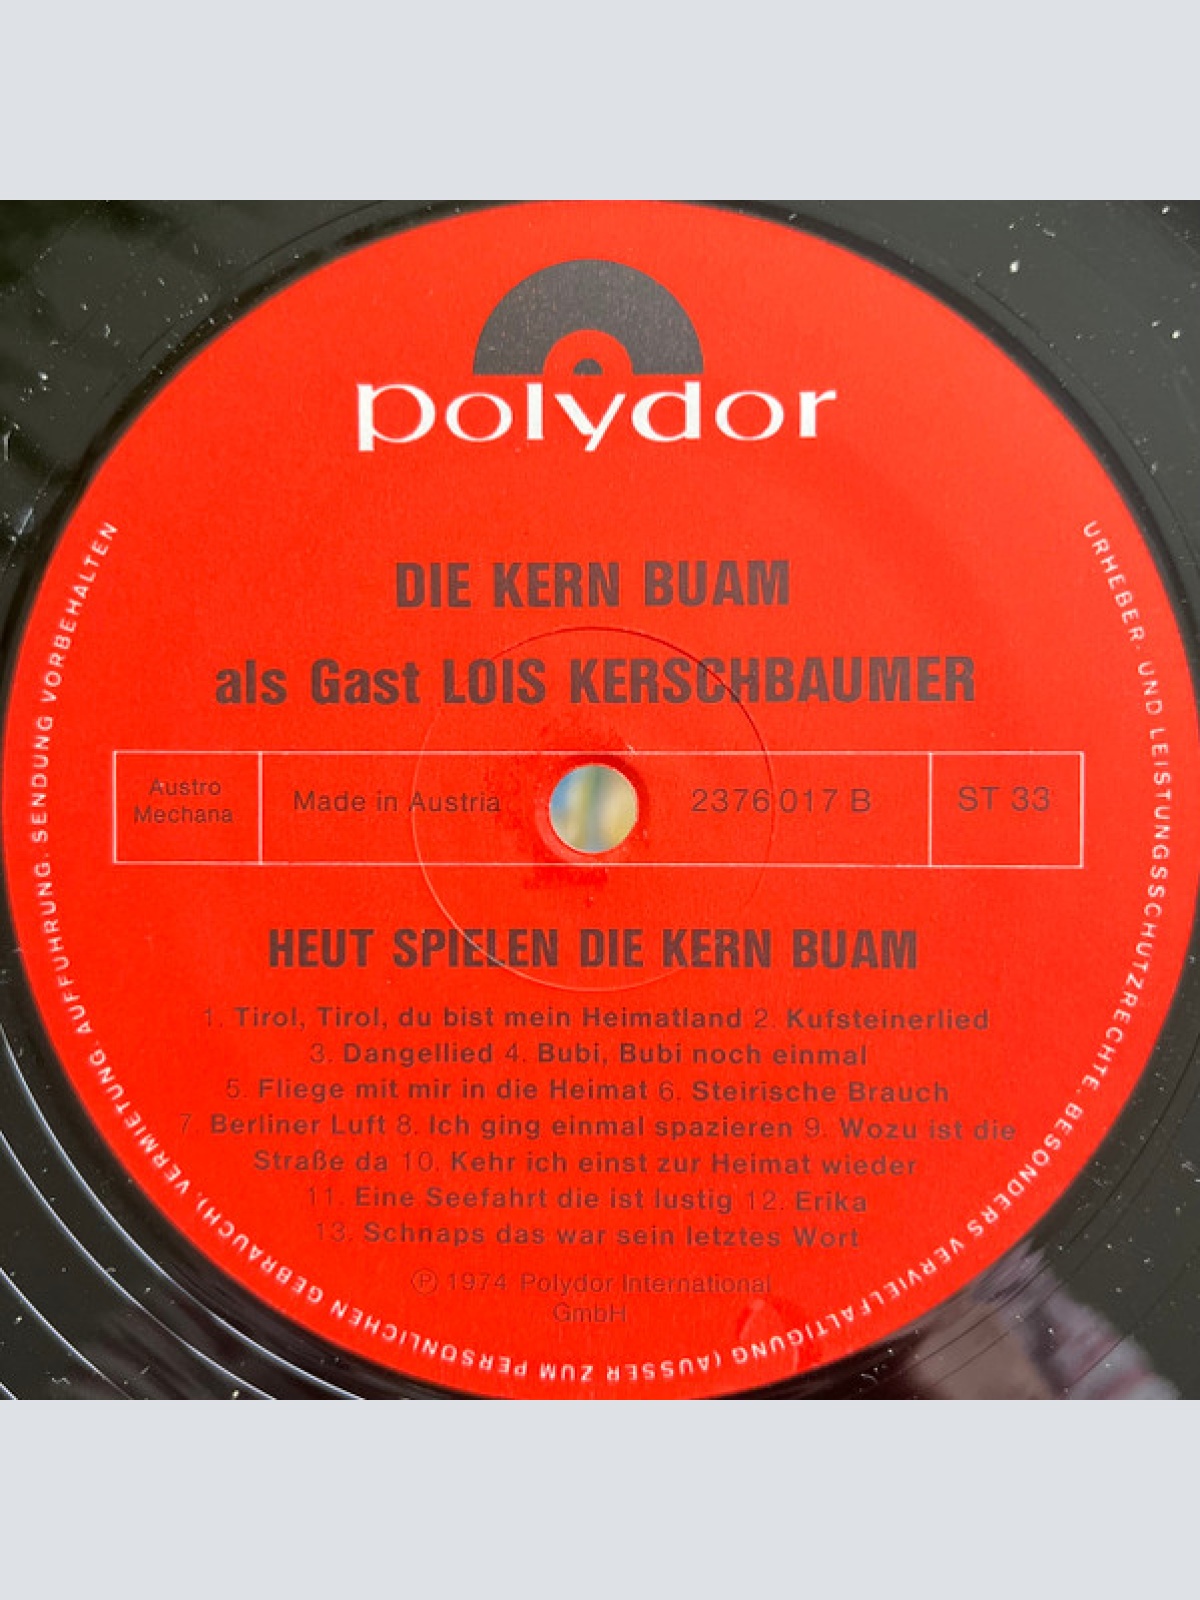 polydor
DIE KERN BUAM
als Gast LOIS KERSCHBAUMER
Austro
Mechana
Made in Austria
2376 017 B
ST 33
HEUT SPIELEN DIE KERN BUAM
1. Tirol, Tirol, du bist mein Heimatland 2. Kufsteinerlied
3. Dangellied 4. Bubi, Bubi noch einmal
5. Fliege mit mir in die Heimat 6. Steirische Brauch
7. Berliner Luft 8. Ich ging einmal spazieren 9. Wozu ist die
Straße da 10. Kehr ich einst zur Heimat wieder
11. Eine Seefahrt die ist lustig 12. Erika
13. Schnaps das war sein letztes Wort
Ⓟ 1974 Polydor International
GmbH
URHEBER- UND LEISTUNGSSCHUTZRECHTE, BESONDERS VERVIELFÄLTIGUNG (AUSSER ZUM PERSÖNLICHEN GEBRAUCH), VERMIETUNG, AUFFÜHRUNG, SENDUNG VORBEHALTEN